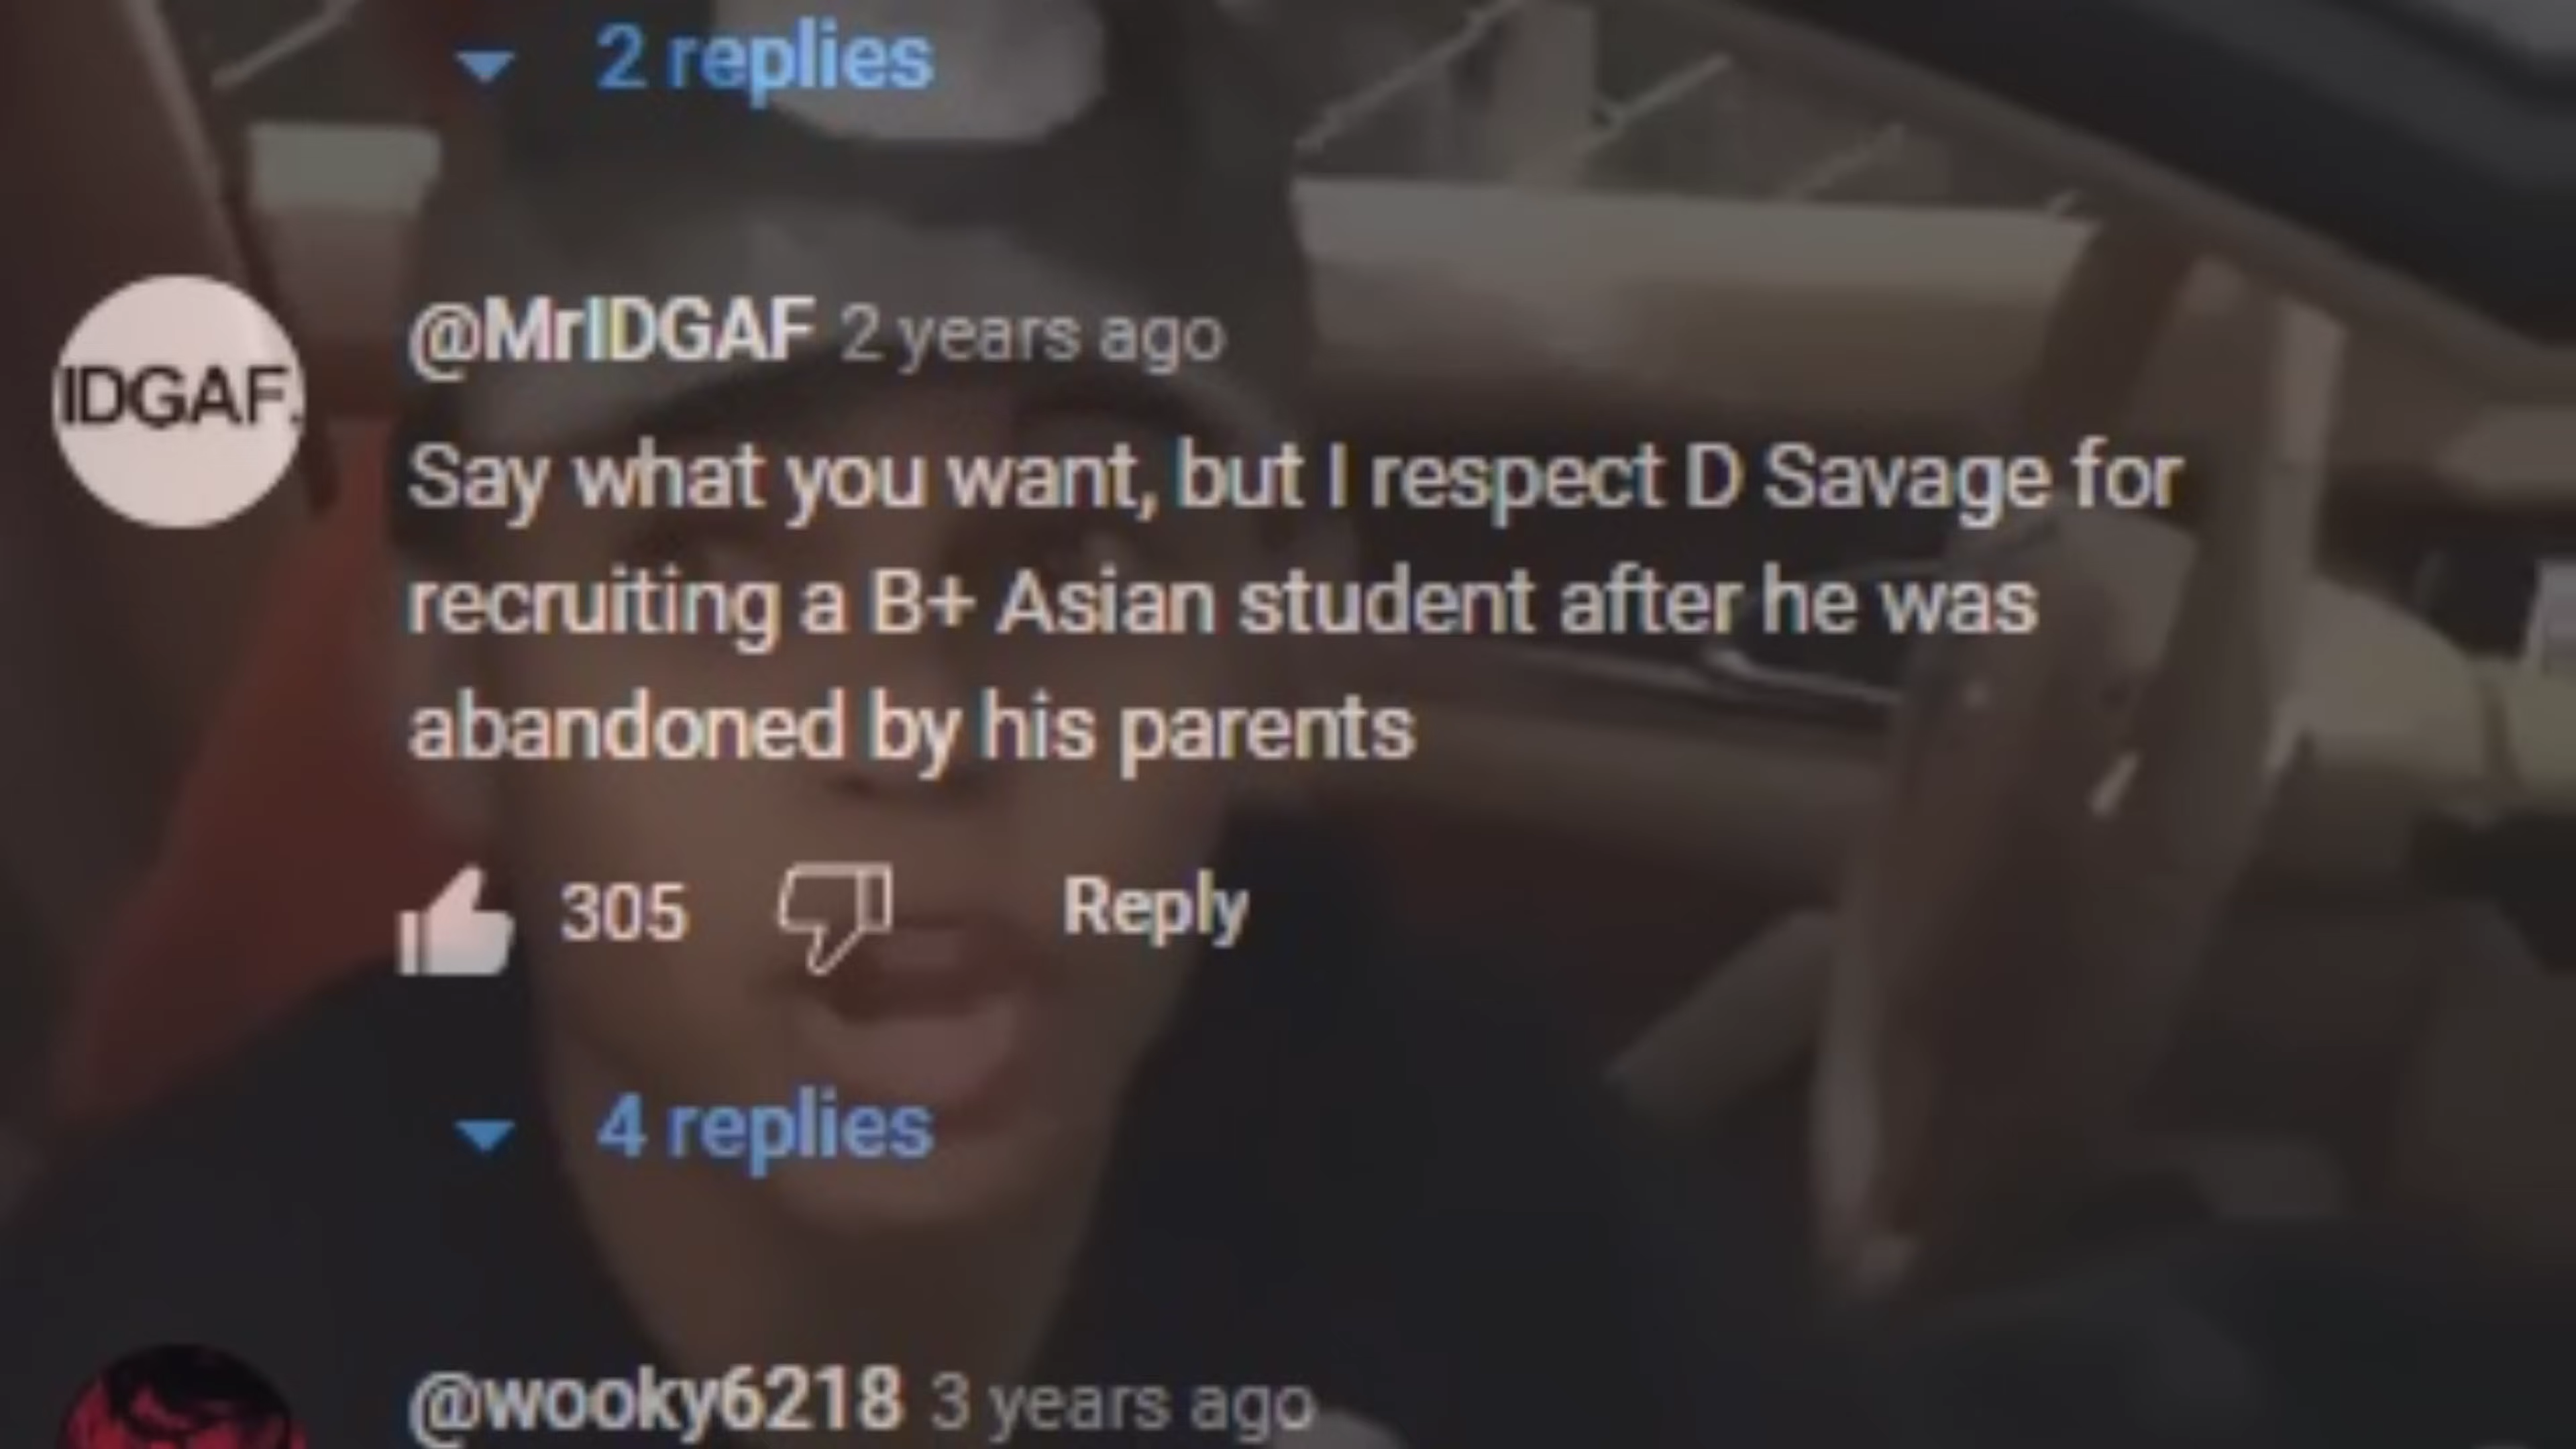 2 replies
IDGAF.
@MrIDGAF 2 years ago
Say what you want, but I respect D Savage for
recruiting a B+ Asian student after he was
abandoned by his parents
305 Reply
4 replies
@wooky6218 3 years ago